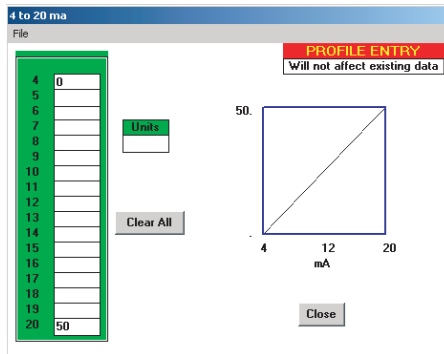 4 to 20 ma
File
PROFILE ENTRY
Will not affect existing data
4 0
5
6
7
8
9
10
11
12
13
14
15
16
17
18
19
20 50
Units
Clear All
50.
-
4 12 20
mA
Close